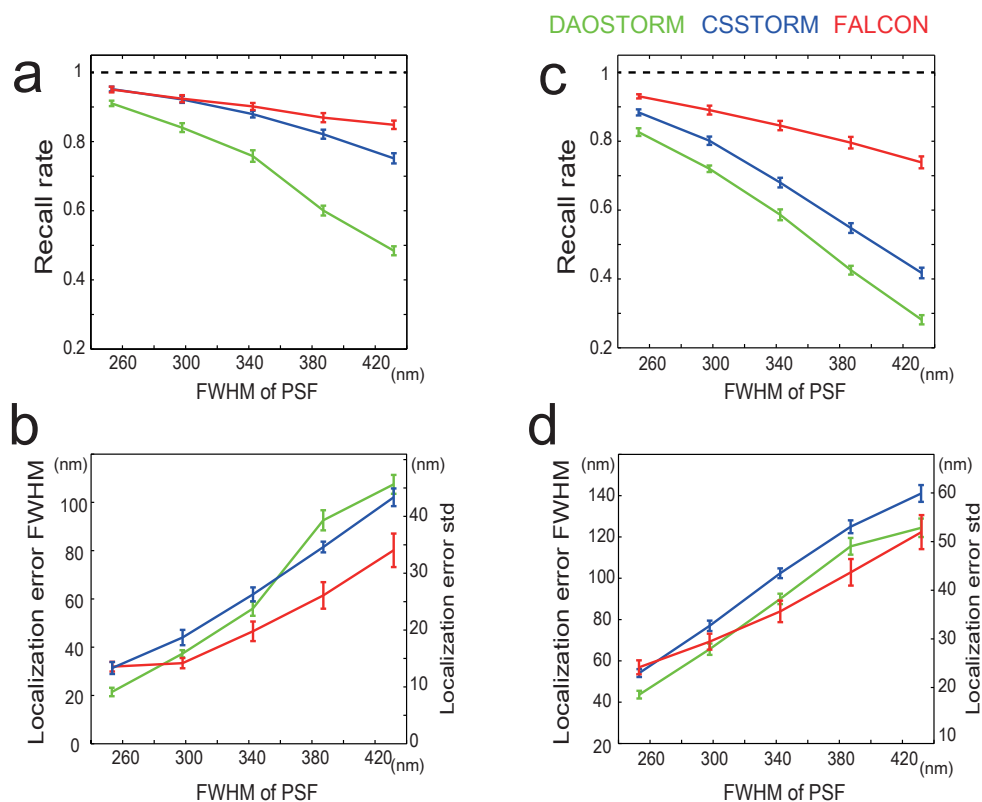 DAOSTORM CSSTORM FALCON
a
1
0.8
0.6
0.4
0.2
Recall rate
260 300 340 380 420 (nm)
FWHM of PSF
c
1
0.8
0.6
0.4
0.2
Recall rate
260 300 340 380 420 (nm)
FWHM of PSF
b
(nm)
100
80
60
40
20
0
Localization error FWHM
(nm)
40
30
20
10
0
Localization error std
260 300 340 380 420 (nm)
FWHM of PSF
d
(nm)
140
120
100
80
60
40
20
Localization error FWHM
(nm)
60
50
40
30
20
10
Localization error std
260 300 340 380 420 (nm)
FWHM of PSF